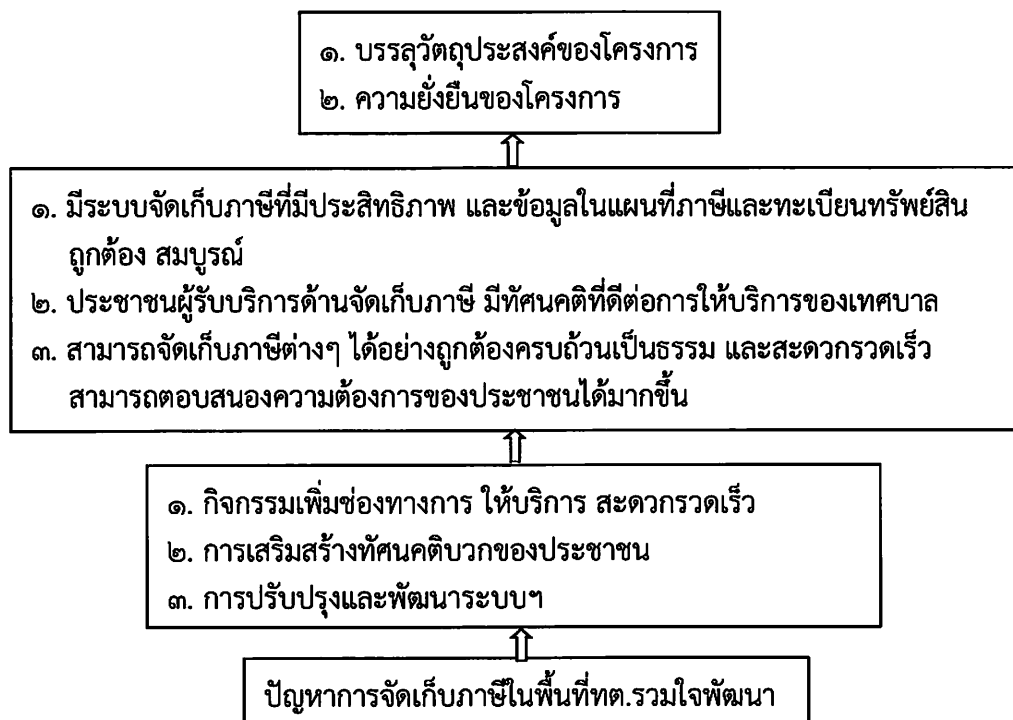 ๑. บรรลุวัตถุประสงค์ของโครงการ
๒. ความยั่งยืนของโครงการ
๑. มีระบบจัดเก็บภาษีที่มีประสิทธิภาพ และข้อมูลในแผนที่ภาษีและทะเบียนทรัพย์สิน
ถูกต้อง สมบูรณ์
๒. ประชาชนผู้รับบริการด้านจัดเก็บภาษี มีทัศนคติที่ดีต่อการให้บริการของเทศบาล
๓. สามารถจัดเก็บภาษีต่างๆ ได้อย่างถูกต้องครบถ้วนเป็นธรรม และสะดวกรวดเร็ว
สามารถตอบสนองความต้องการของประชาชนได้มากขึ้น
๑. กิจกรรมเพิ่มช่องทางการ ให้บริการ สะดวกรวดเร็ว
๒. การเสริมสร้างทัศนคติบวกของประชาชน
๓. การปรับปรุงและพัฒนาระบบฯ
ปัญหาการจัดเก็บภาษีในพื้นที่ทต.รวมใจพัฒนา